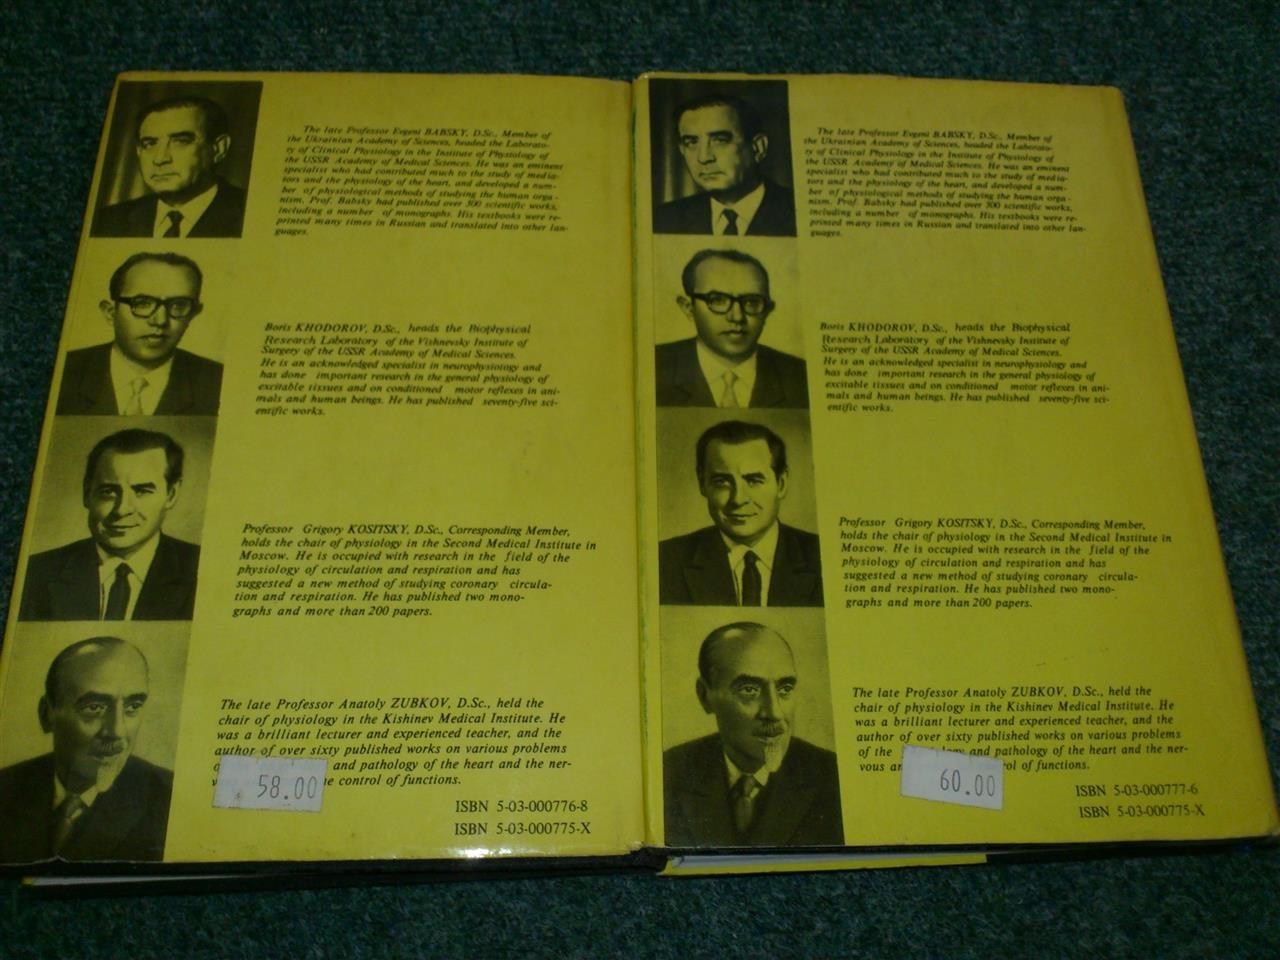 The late Professor Evgeni BABSKY, D.Sc., Member of
the Ukrainian Academy of Sciences, headed the Laborato-
ry of Clinical Physiology in the Institute of Physiology of
the USSR Academy of Medical Sciences. He was an eminent
specialist who had contributed much to the study of media-
tors and the physiology of the heart, and developed a num-
ber of physiological methods of studying the human orga-
nism. Prof. Babsky had published over 300 scientific works,
including a number of monographs. His textbooks were re-
printed many times in Russian and translated into other lan-
guages.
Boris KHODOROV, D.Sc., heads the Biophysical
Research Laboratory of the Vishnevsky Institute of
Surgery of the USSR Academy of Medical Sciences.
He is an acknowledged specialist in neurophysiology and
has done important research in the general physiology of
excitable tissues and on conditioned motor reflexes in ani-
mals and human beings. He has published seventy-five sci-
entific works.
Professor Grigory KOSITSKY, D.Sc., Corresponding Member,
holds the chair of physiology in the Second Medical Institute in
Moscow. He is occupied with research in the field of the
physiology of circulation and respiration and has
suggested a new method of studying coronary circula-
tion and respiration. He has published two mono-
graphs and more than 200 papers.
The late Professor Anatoly ZUBKOV, D.Sc., held the
chair of physiology in the Kishinev Medical Institute. He
was a brilliant lecturer and experienced teacher, and the
author of over sixty published works on various problems
and pathology of the heart and the ner-
control of functions.
58.00
ISBN 5-03-000776-8
ISBN 5-03-000775-X
The late Professor Evgeni BABSKY, D.Sc., Member of
the Ukrainian Academy of Sciences, headed the Laborato-
ry of Clinical Physiology in the Institute of Physiology of
the USSR Academy of Medical Sciences. He was an eminent
specialist who had contributed much to the study of media-
tors and the physiology of the heart, and developed a num-
ber of physiological methods of studying the human orga-
nism. Prof. Babsky had published over 300 scientific works,
including a number of monographs. His textbooks were re-
printed many times in Russian and translated into other lan-
guages.
Boris KHODOROV, D.Sc., heads the Biophysical
Research Laboratory of the Vishnevsky Institute of
Surgery of the USSR Academy of Medical Sciences.
He is an acknowledged specialist in neurophysiology and
has done important research in the general physiology of
excitable tissues and on conditioned motor reflexes in ani-
mals and human beings. He has published seventy-five sci-
entific works.
Professor Grigory KOSITSKY, D.Sc., Corresponding Member,
holds the chair of physiology in the Second Medical Institute in
Moscow. He is occupied with research in the field of the
physiology of circulation and respiration and has
suggested a new method of studying coronary circula-
tion and respiration. He has published two mono-
graphs and more than 200 papers.
The late Professor Anatoly ZUBKOV, D.Sc., held the
chair of physiology in the Kishinev Medical Institute. He
was a brilliant lecturer and experienced teacher, and the
author of over sixty published works on various problems
of the and pathology of the heart and the ner-
vous of functions.
60.00
ISBN 5-03-000777-6
ISBN 5-03-000775-X